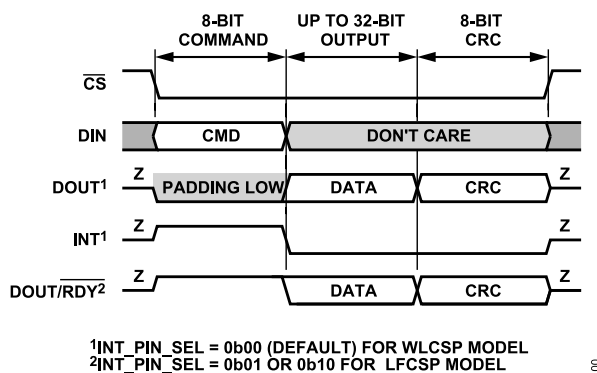 8-BIT COMMAND UP TO 32-BIT OUTPUT 8-BIT CRC
CS
DIN CMD DON'T CARE
DOUT1 Z PADDING LOW DATA CRC Z
INT1 Z Z
DOUT/RDY2 Z DATA CRC Z
1INT_PIN_SEL = 0b00 (DEFAULT) FOR WLCSP MODEL
2INT_PIN_SEL = 0b01 OR 0b10 FOR LFCSP MODEL